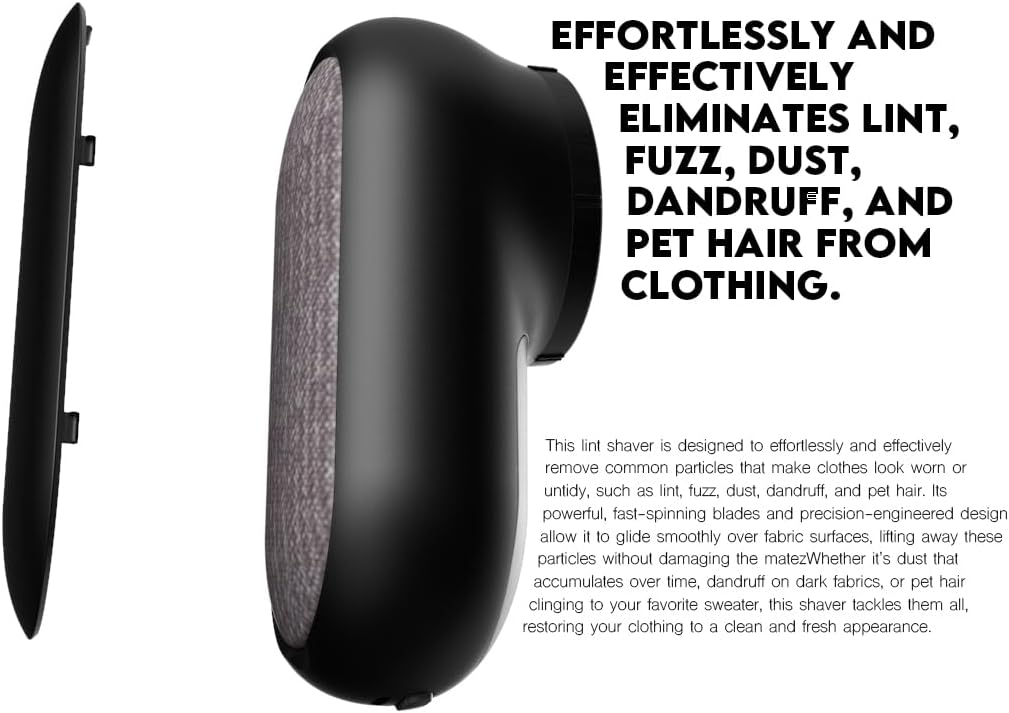 EFFORTLESSLY AND
EFFECTIVELY
ELIMINATES LINT,
FUZZ, DUST,
DANDRUFF, AND
PET HAIR FROM
CLOTHING.
This lint shaver is designed to effortlessly and effectively
remove common particles that make clothes look worn or
untidy, such as lint, fuzz, dust, dandruff, and pet hair. Its
powerful, fast-spinning blades and precision-engineered design
allow it to glide smoothly over fabric surfaces, lifting away these
particles without damaging the matezWhether it's dust that
accumulates over time, dandruff on dark fabrics, or pet hair
clinging to your favorite sweater, this shaver tackles them all,
restoring your clothing to a clean and fresh appearance.